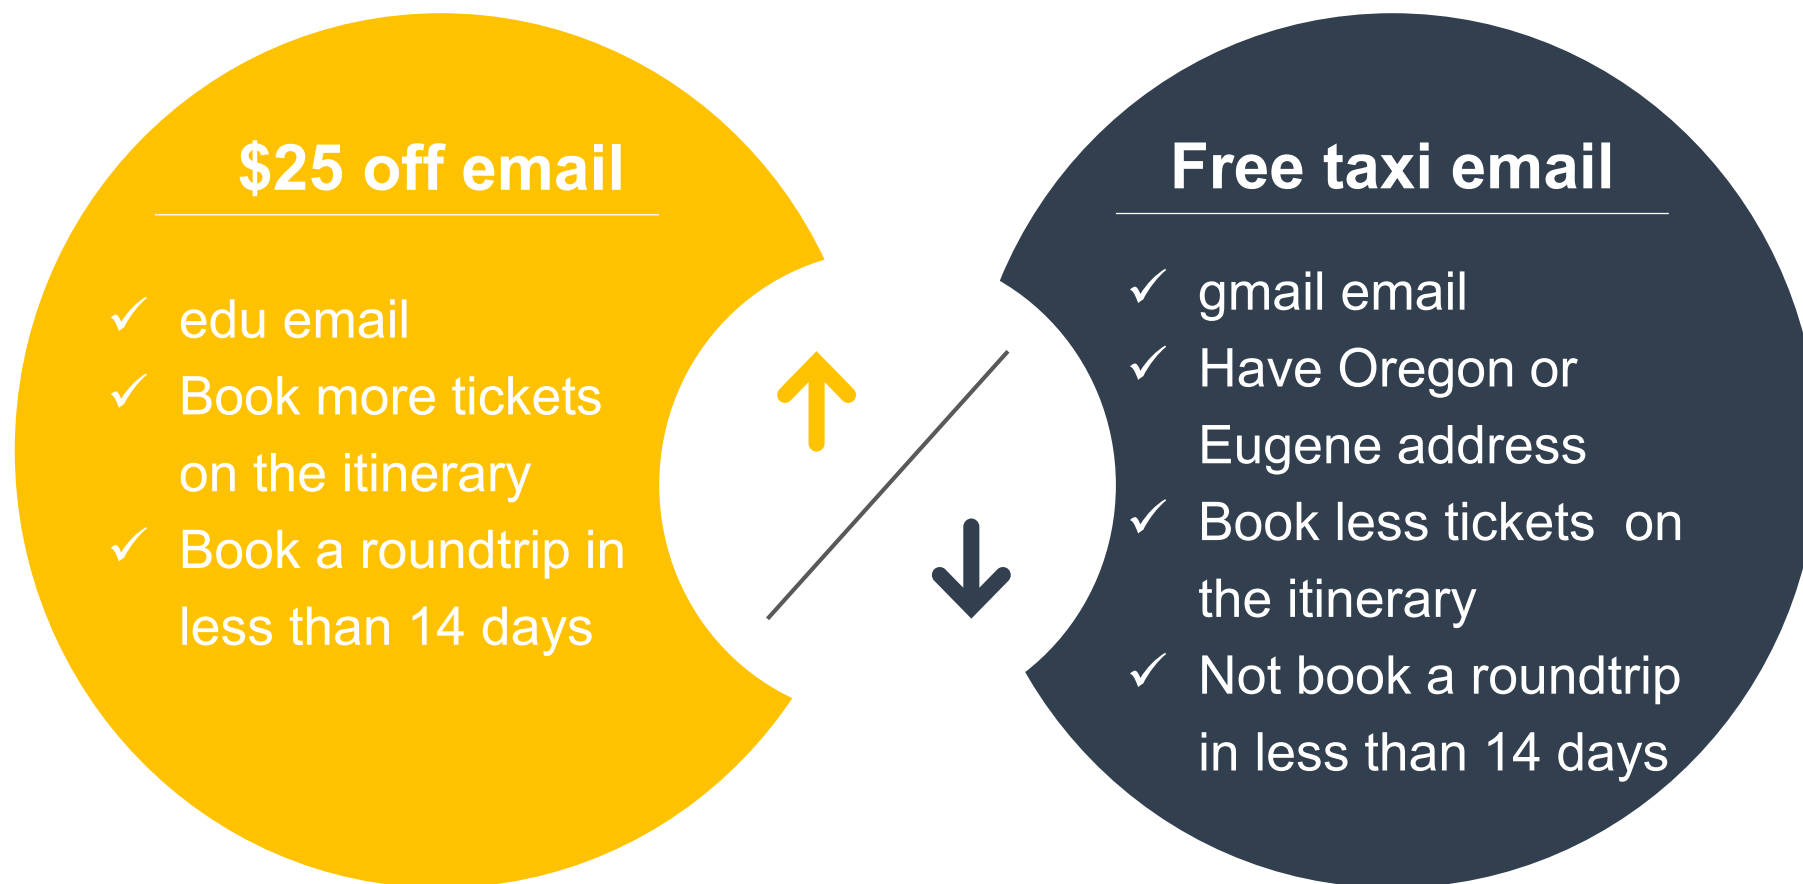 $25 off email
✓ edu email
✓ Book more tickets
on the itinerary
✓ Book a roundtrip in
less than 14 days
Free taxi email
✓ gmail email
✓ Have Oregon or
Eugene address
✓ Book less tickets  on
the itinerary
✓ Not book a roundtrip
in less than 14 days